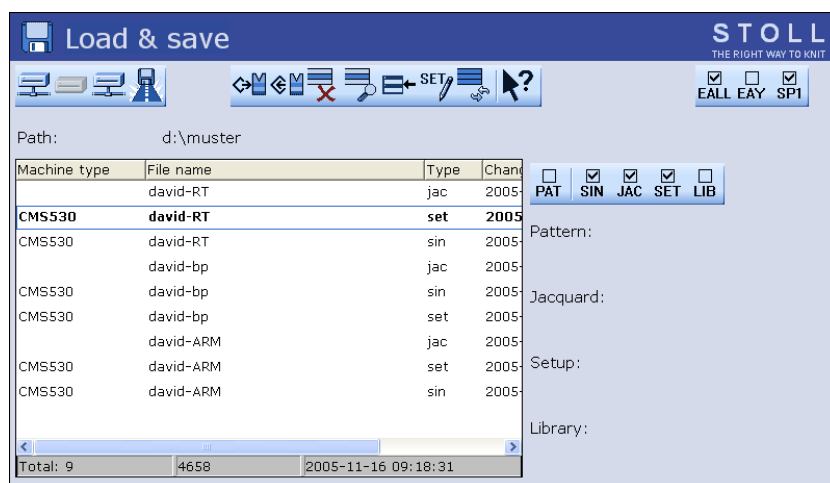 Load & save
STOLL
THE RIGHT WAY TO KNIT
SET
?
EALL EAY SP1
Path: d:\muster
Machine type File name Type Chang
david-RT jac 2005-
CMS530 david-RT set 2005
CMS530 david-RT sin 2005-
david-bp jac 2005-
CMS530 david-bp sin 2005-
CMS530 david-bp set 2005-
david-ARM jac 2005-
CMS530 david-ARM set 2005-
CMS530 david-ARM sin 2005-
Total: 9 4658 2005-11-16 09:18:31
PAT SIN JAC SET LIB
Pattern:
Jacquard:
Setup:
Library: